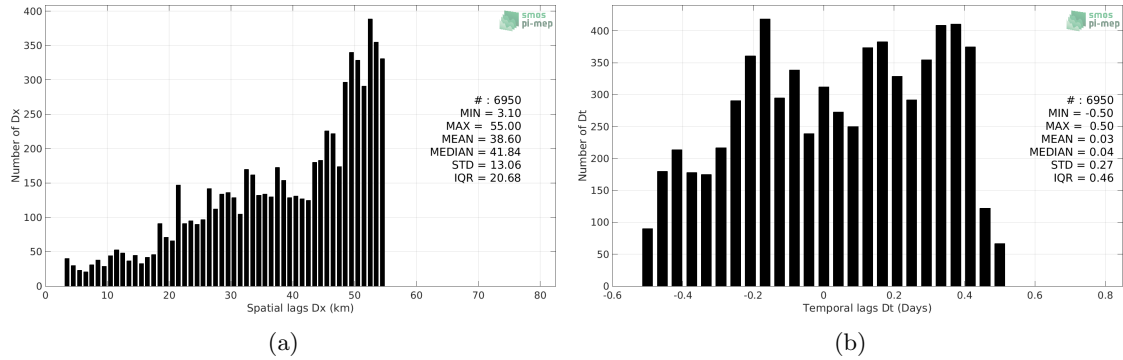 400
350
300
250
200
150
100
50
0
Number of Dx
smos
pi-mep
# : 6950
MIN = 3.10
MAX = 55.00
MEAN = 38.60
MEDIAN = 41.84
STD = 13.06
IQR = 20.68
0 10 20 30 40 50 60 70 80
Spatial lags Dx (km)
(a)
400
350
300
250
200
150
100
50
0
Number of Dt
smos
pi-mep
# : 6950
MIN = -0.50
MAX = 0.50
MEAN = 0.03
MEDIAN = 0.04
STD = 0.27
IQR = 0.46
-0.6 -0.4 -0.2 0 0.2 0.4 0.6 0.8
Temporal lags Dt (Days)
(b)